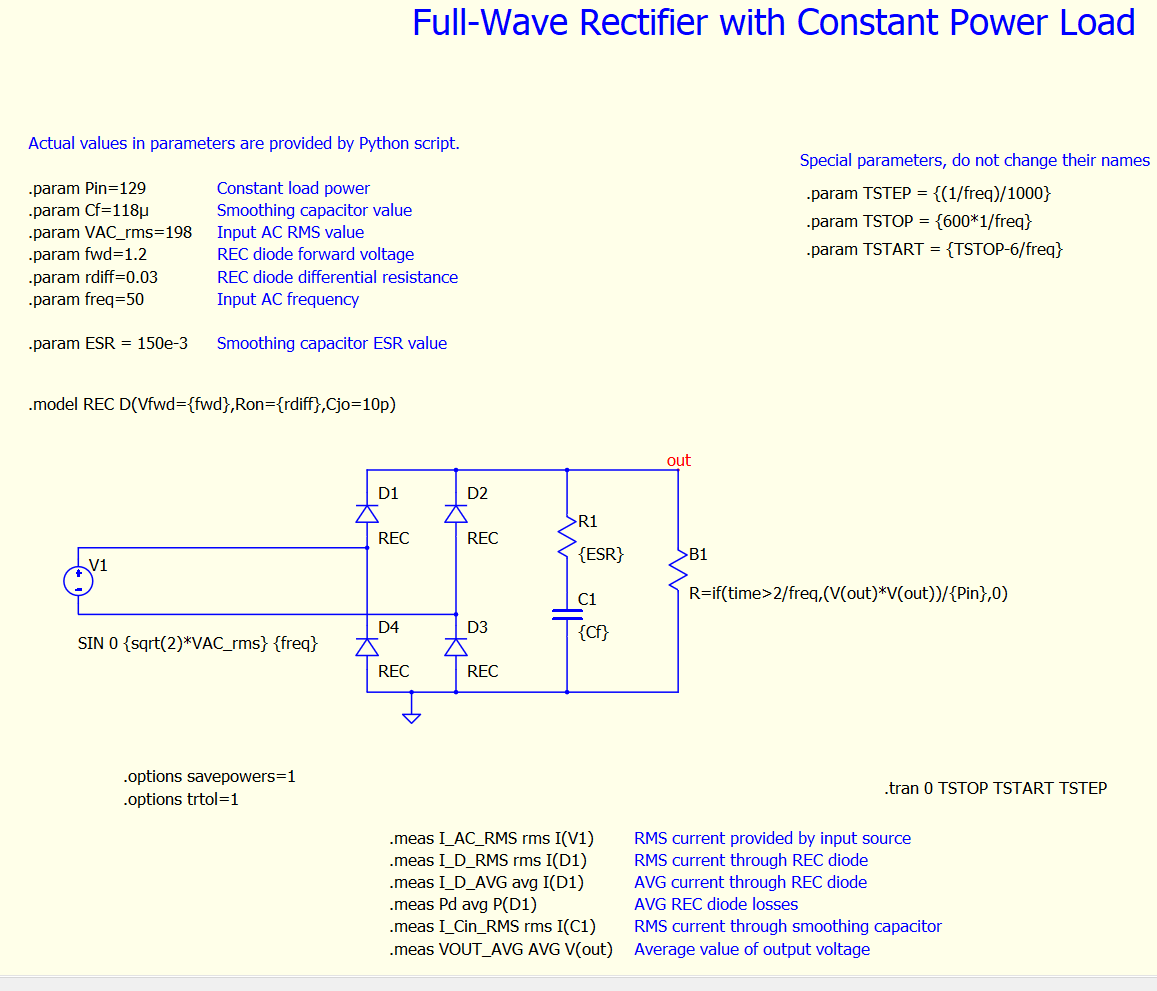 Full-Wave Rectifier with Constant Power Load
Actual values in parameters are provided by Python script.
Special parameters, do not change their names
.param Pin=129 Constant load power
.param Cf=118µ Smoothing capacitor value
.param VAC_rms=198 Input AC RMS value
.param fwd=1.2 REC diode forward voltage
.param rdiff=0.03 REC diode differential resistance
.param freq=50 Input AC frequency
.param TSTEP = {(1/freq)/1000}
.param TSTOP = {600*1/freq}
.param TSTART = {TSTOP-6/freq}
.param ESR = 150e-3 Smoothing capacitor ESR value
.model REC D(Vfwd={fwd},Ron={rdiff},Cjo=10p)
out
D1
REC
D2
REC
R1
{ESR}
B1
R=if(time>2/freq,(V(out)*V(out))/{Pin},0)
V1
SIN 0 {sqrt(2)*VAC_rms} {freq}
C1
{Cf}
D4
REC
D3
REC
.options savepowers=1
.options trtol=1
.tran 0 TSTOP TSTART TSTEP
.meas I_AC_RMS rms I(V1) RMS current provided by input source
.meas I_D_RMS rms I(D1) RMS current through REC diode
.meas I_D_AVG avg I(D1) AVG current through REC diode
.meas Pd avg P(D1) AVG REC diode losses
.meas I_Cin_RMS rms I(C1) RMS current through smoothing capacitor
.meas VOUT_AVG AVG V(out) Average value of output voltage